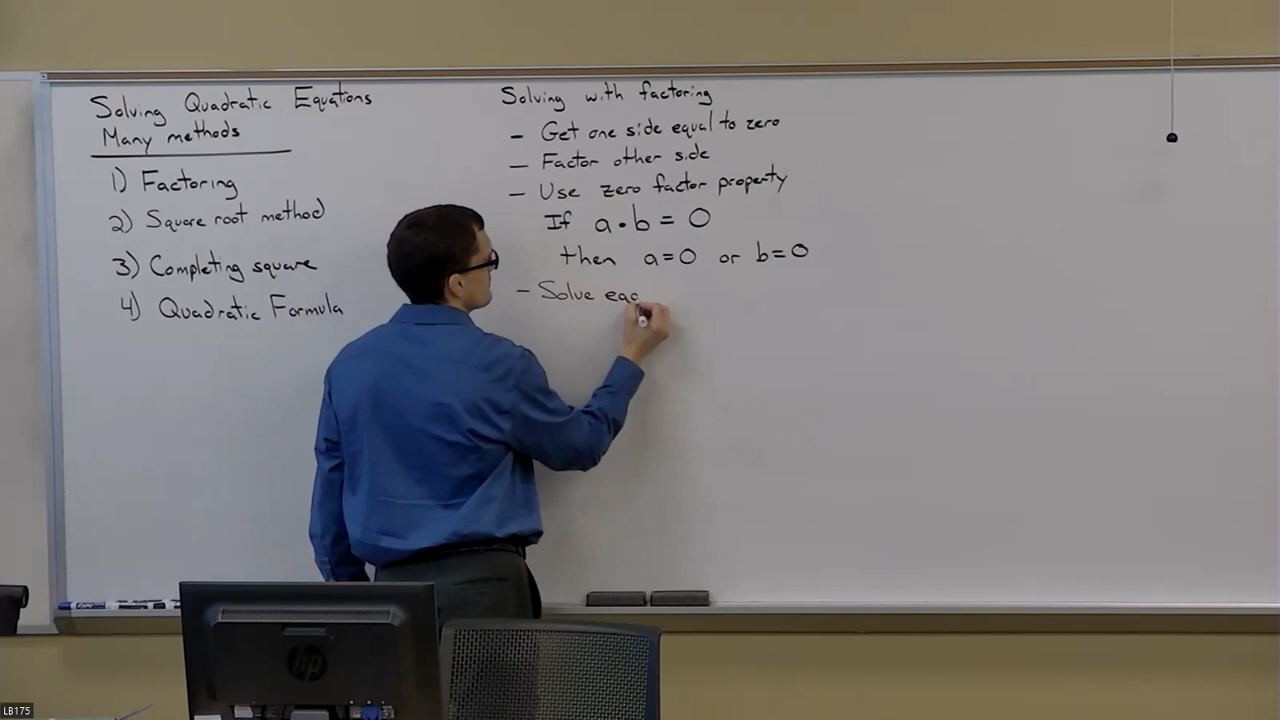 Solving Quadratic Equations
Many methods
1) Factoring
2) Square root method
3) Completing square
4) Quadratic Formula
Solving with factoring
- Get one side equal to zero
- Factor other side
- Use zero factor property
If a•b = 0
then a=0 or b=0
- Solve eac
hp
LB175